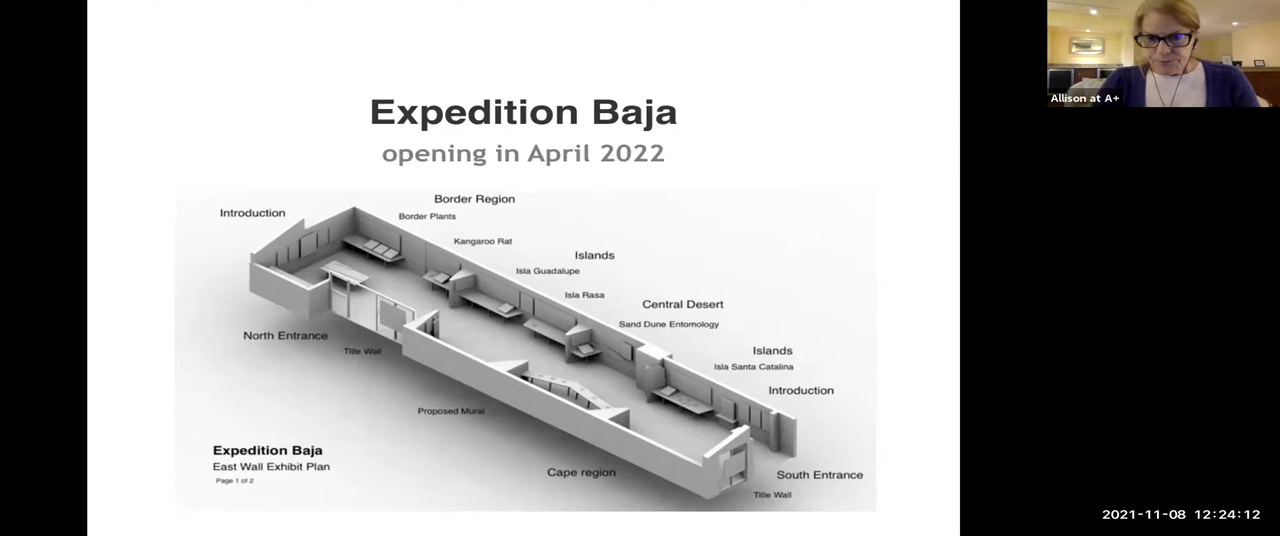 Expedition Baja
opening in April 2022
Border Region
Introduction
Border Plants
Kangaroo Rat
Islands
Isla Guadalupe
Isla Rasa
Central Desert
Sand Dune Entomology
North Entrance
Title Wall
Islands
Isla Santa Catalina
Introduction
Proposed Mural
Expedition Baja
East Wall Exhibit Plan
Page 1 of 2
Cape region
South Entrance
Title Wall
Allison at A+
2021-11-08 12:24:12